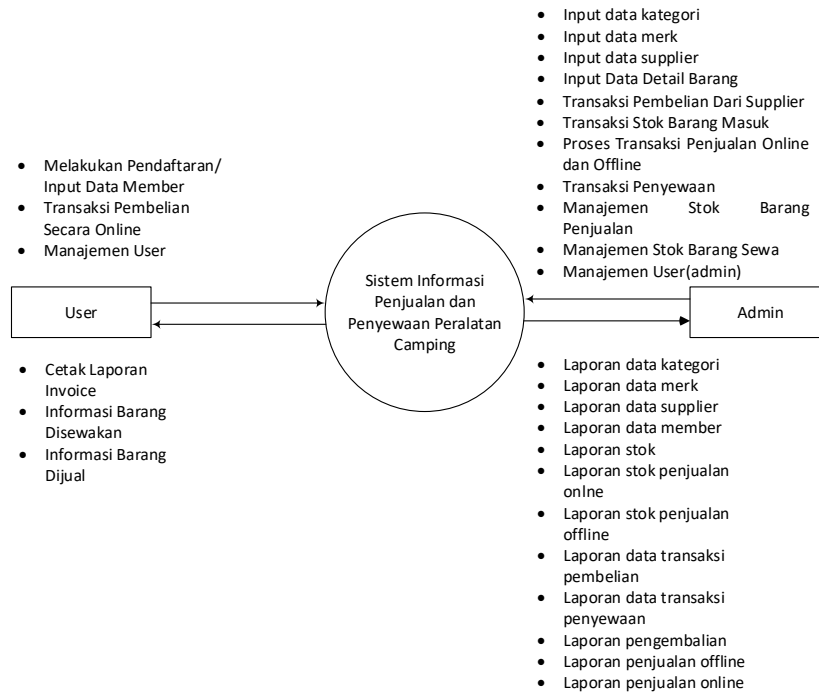 • Input data kategori
• Input data merk
• Input data supplier
• Input Data Detail Barang
• Transaksi Pembelian Dari Supplier
• Transaksi Stok Barang Masuk
• Proses Transaksi Penjualan Online
dan Offline
• Transaksi Penyewaan
• Manajemen Stok Barang
Penjualan
• Manajemen Stok Barang Sewa
• Manajemen User(admin)
• Melakukan Pendaftaran/
Input Data Member
• Transaksi Pembelian
Secara Online
• Manajemen User
User
Sistem Informasi
Penjualan dan
Penyewaan Peralatan
Camping
Admin
• Cetak Laporan
Invoice
• Informasi Barang
Disewakan
• Informasi Barang
Dijual
• Laporan data kategori
• Laporan data merk
• Laporan data supplier
• Laporan data member
• Laporan stok
• Laporan stok penjualan
onlne
• Laporan stok penjualan
offline
• Laporan data transaksi
pembelian
• Laporan data transaksi
penyewaan
• Laporan pengembalian
• Laporan penjualan offline
• Laporan penjualan online